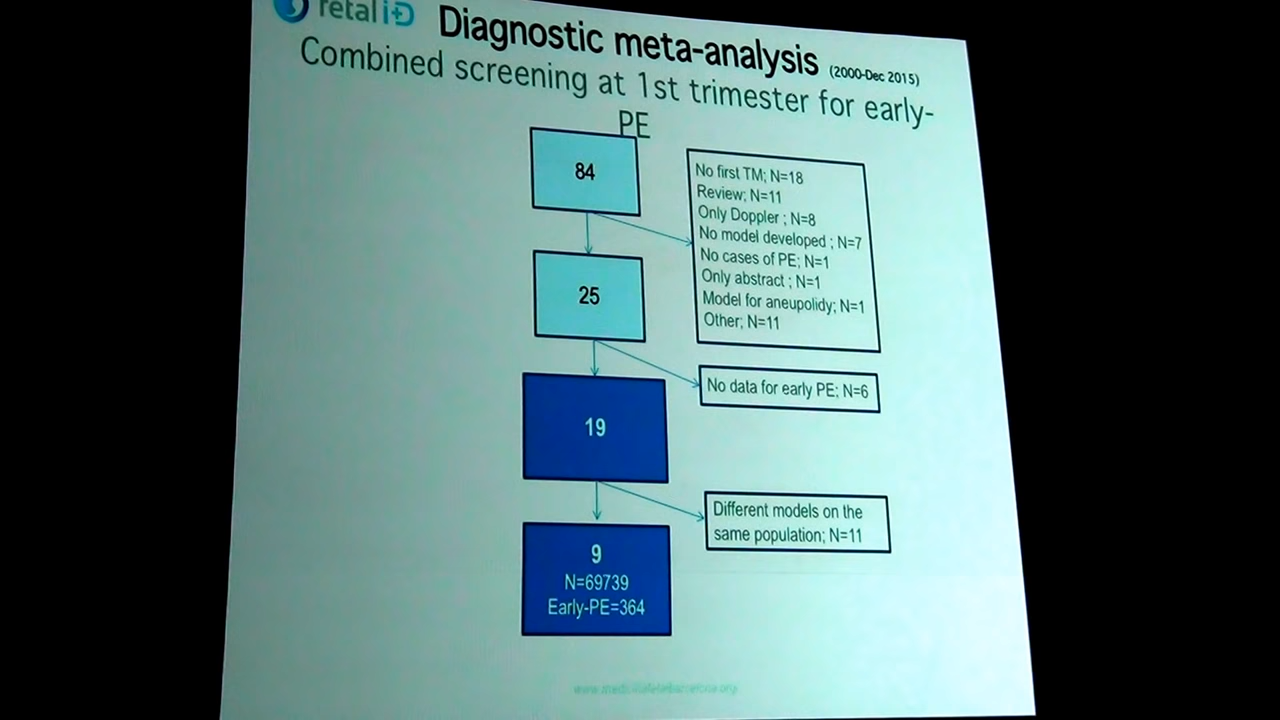 fetal i+D
Diagnostic meta-analysis (2000-Dec 2015)
Combined screening at 1st trimester for early-
PE
84
No first TM; N=18
Review; N=11
Only Doppler ; N=8
No model developed ; N=7
No cases of PE; N=1
Only abstract ; N=1
Model for aneupolidy; N=1
Other; N=11
25
No data for early PE; N=6
19
Different models on the
same population; N=11
9
N=69739
Early-PE=364